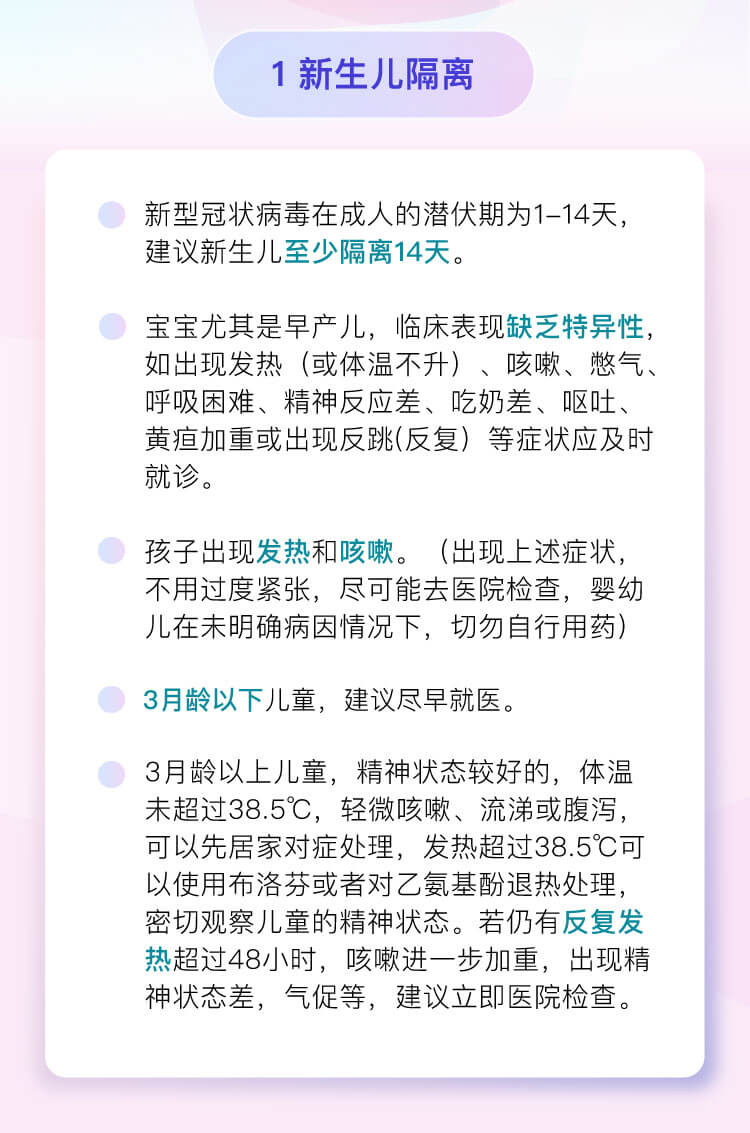 1 新生儿隔离
新型冠状病毒在成人的潜伏期为1-14天，
建议新生儿至少隔离14天。
宝宝尤其是早产儿，临床表现缺乏特异性，
如出现发热（或体温不升）、咳嗽、憋气、
呼吸困难、精神反应差、吃奶差、呕吐、
黄疸加重或出现反跳(反复）等症状应及时
就诊。
孩子出现发热和咳嗽。（出现上述症状，
不用过度紧张，尽可能去医院检查，婴幼
儿在未明确病因情况下，切勿自行用药）
3月龄以下儿童，建议尽早就医。
3月龄以上儿童，精神状态较好的，体温
未超过38.5℃，轻微咳嗽、流涕或腹泻，
可以先居家对症处理，发热超过38.5℃可
以使用布洛芬或者对乙氨基酚退热处理，
密切观察儿童的精神状态。若仍有反复发
热超过48小时，咳嗽进一步加重，出现精
神状态差，气促等，建议立即医院检查。